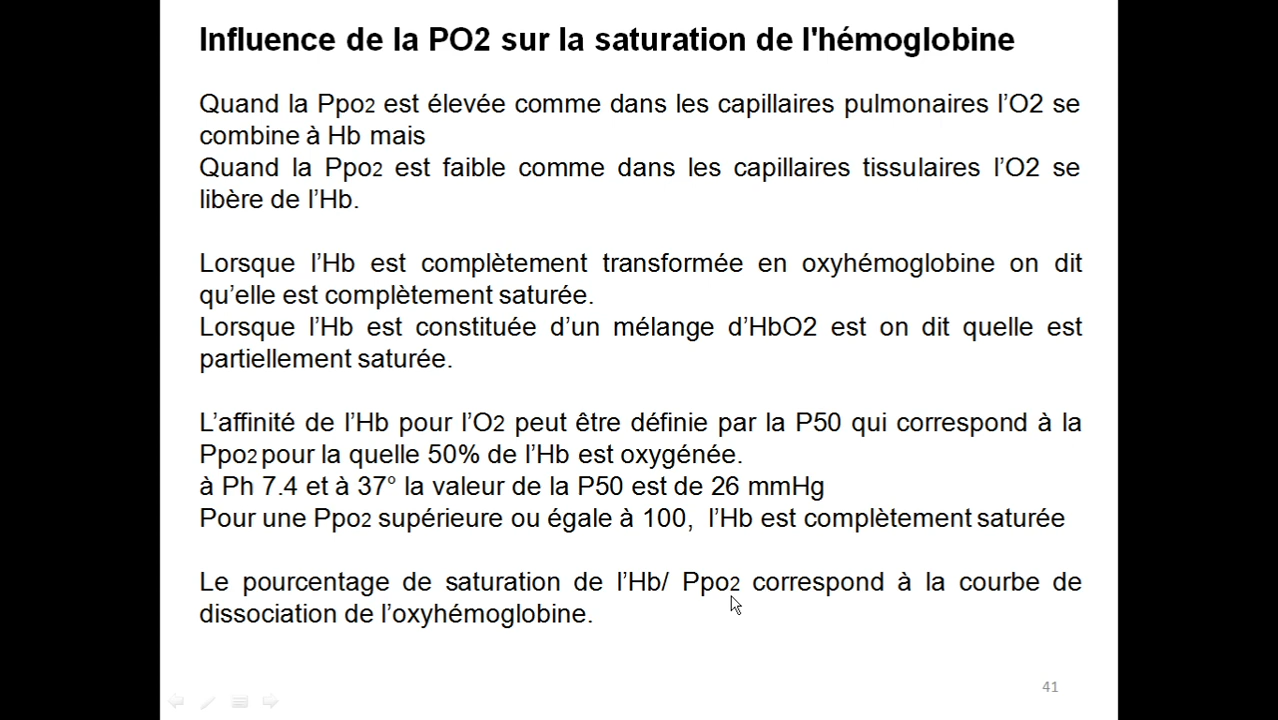 Influence de la PO2 sur la saturation de l'hémoglobine
Quand la Ppo2 est élevée comme dans les capillaires pulmonaires l’O2 se
combine à Hb mais
Quand la Ppo2 est faible comme dans les capillaires tissulaires l’O2 se
libère de l’Hb.
Lorsque l’Hb est complètement transformée en oxyhémoglobine on dit
qu’elle est complètement saturée.
Lorsque l’Hb est constituée d’un mélange d’HbO2 est on dit quelle est
partiellement saturée.
L’affinité de l’Hb pour l’O2 peut être définie par la P50 qui correspond à la
Ppo2 pour la quelle 50% de l’Hb est oxygénée.
à Ph 7.4 et à 37° la valeur de la P50 est de 26 mmHg
Pour une Ppo2 supérieure ou égale à 100, l’Hb est complètement saturée
Le pourcentage de saturation de l’Hb/ Ppo2 correspond à la courbe de
dissociation de l’oxyhémoglobine.
41